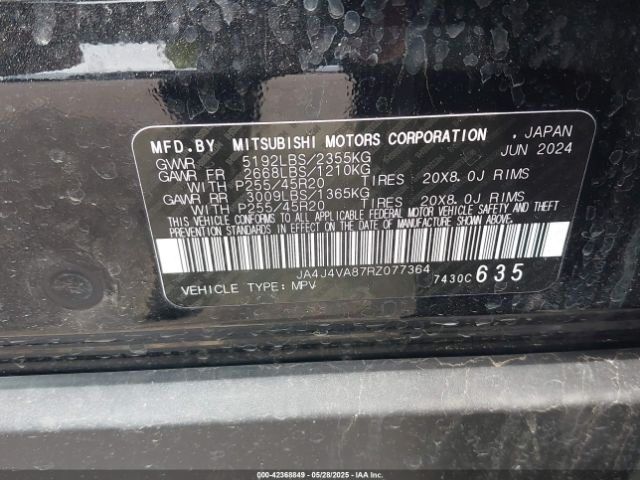 MFD.BY MITSUBISHI MOTORS CORPORATION . JAPAN
GVWR 5192LBS/2355KG JUN 2024
GAWR FR 2668LBS/1210KG
WITH P255/45R20 TIRES 20X8.0J RIMS
GAWR RR 3009LBS/1365KG
WITH P255/45R20 TIRES 20X8.0J RIMS
THIS VEHICLE CONFORMS TO ALL APPLICABLE FEDERAL MOTOR VEHICLE SAFETY AND THEFT
PREVENTION STANDARDS IN EFFECT ON THE DATE OF MANUFACTURE SHOWN ABOVE.
JA4J4VA87RZ077364
VEHICLE TYPE: MPV 7430C 635
000-42368849 - 05/28/2025 - IAAI.COM